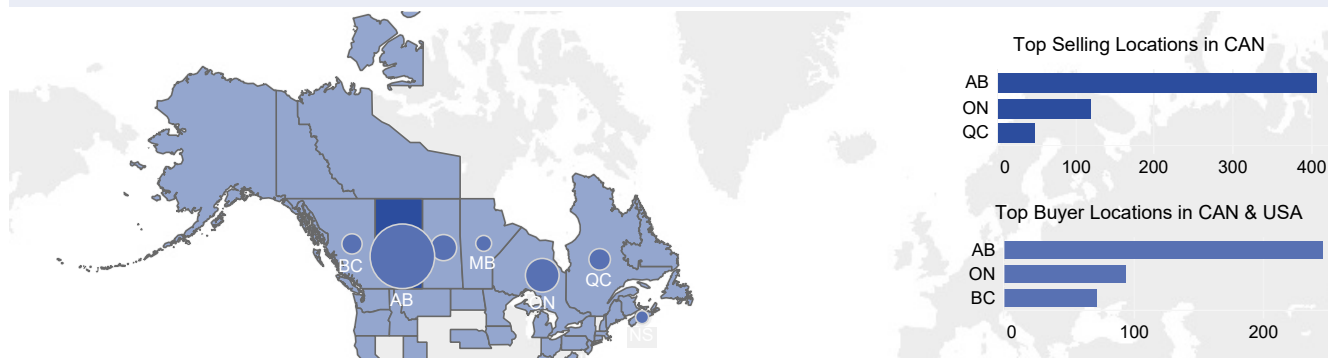 BC
AB
MB
ON
QC
NS
Top Selling Locations in CAN
AB
ON
QC
0 100 200 300 400
Top Buyer Locations in CAN & USA
AB
ON
BC
0 100 200